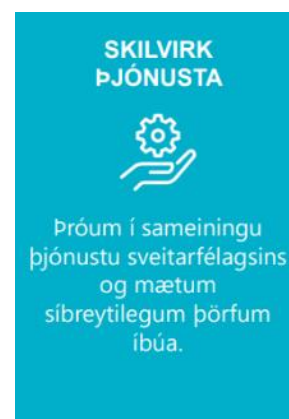 SKILVIRK
ÞJÓNUSTA
Þróum í sameiningu
þjónustu sveitarfélagsins
og mætum
síbreytilegum þörfum
íbúa.